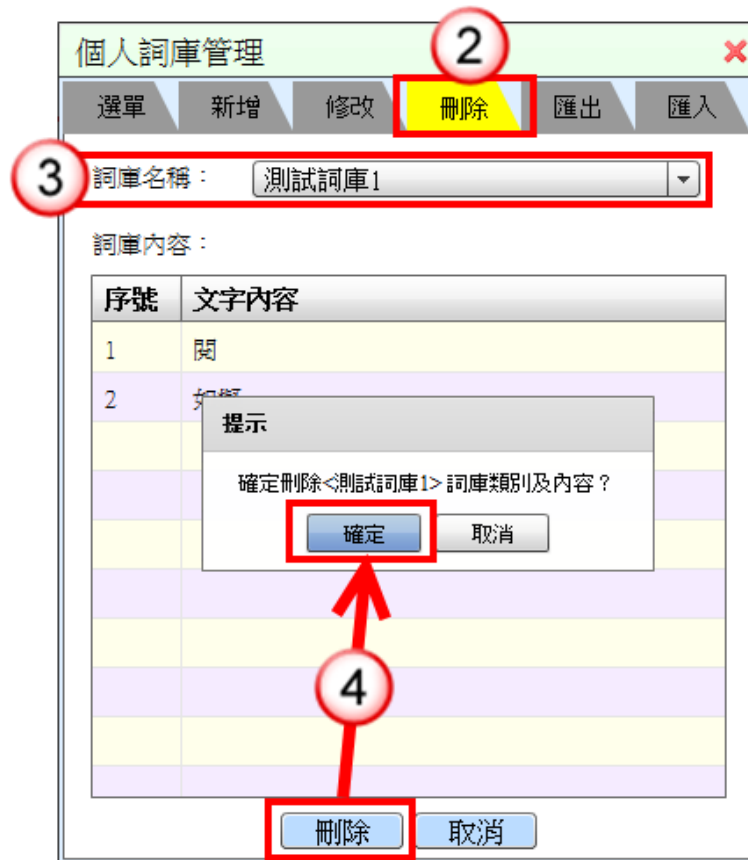 個人詞庫管理 2
選單 新增 修改 刪除 匯出 匯入
3 詞庫名稱： 測試詞庫1
詞庫內容：
序號 文字內容
1 閱
2 如擬
提示
確定刪除<測試詞庫1>詞庫類別及內容？
確定 取消
4
刪除 取消